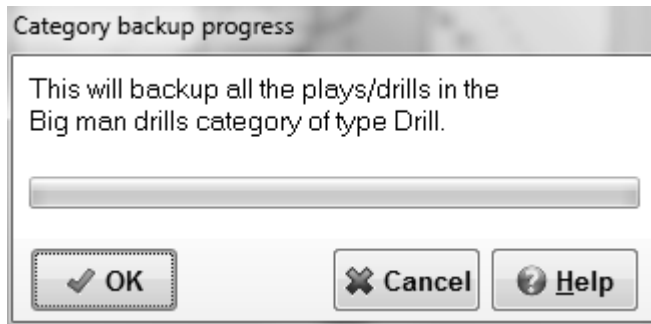 Category backup progress
This will backup all the plays/drills in the
Big man drills category of type Drill.
OK Cancel Help